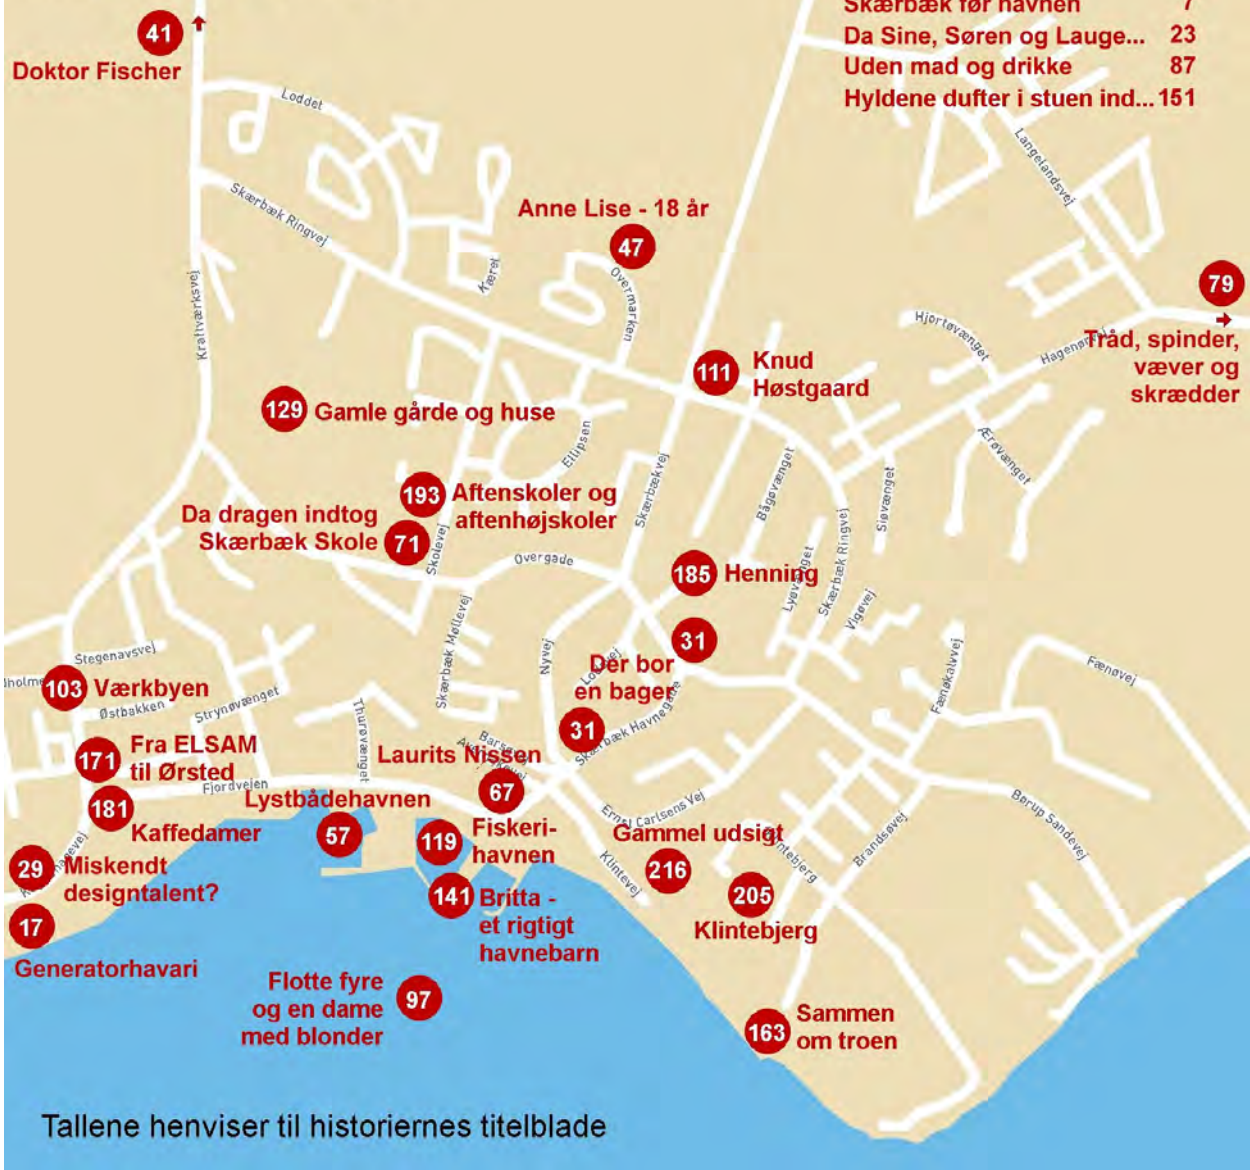 Skærbæk før havnen 7
Da Sine, Søren og Lauge... 23
Uden mad og drikke 87
Hyldene dufter i stuen ind... 151
41
Doktor Fischer
Loddet
Langelandsvej
Skærbæk Ringvej
Anne Lise - 18 år
47
Kæret
Overmarken
79
Tråd, spinder,
væver og
skrædder
Kraftværksvej
Hjortøvænget
Hagenørvej
111
Knud
Høstgaard
129
Gamle gårde og huse
Ellipsen
Ærøvænget
Skærbækvej
Bågøvænget
Siøvænget
193
Aftenskoler og
aftenhøjskoler
Da dragen indtog
Skærbæk Skole
71
Skolevej
Overgade
Skærbæk Ringvej
185
Henning
Lyøvænget
Vigøvej
Skærbæk Møllevej
Nyvej
31
Der bor
en bager
31
Skærbæk Havnegade
Fænøkalvvej
Fænøvej
Stegenavsvej
103
Værkbyen
Østbakken
Strynøvænget
Thurøvænget
171
Fra ELSAM
til Ørsted
Fjordvejen
Laurits Nissen
67
181
Kaffedamer
Lystbådehavnen
57
119
Fiskeri-
havnen
Ernst Carlsens Vej
Børup Sandevej
Gammel udsigt
216
Klintebjerg
Brandsøvej
Klintevej
29
Miskendt
designtalent?
141
Britta -
et rigtigt
havnebarn
205
Klintebjerg
17
Generatorhavari
Flotte fyre
og en dame
med blonder
97
163
Sammen
om troen
Tallene henviser til historiernes titelblade